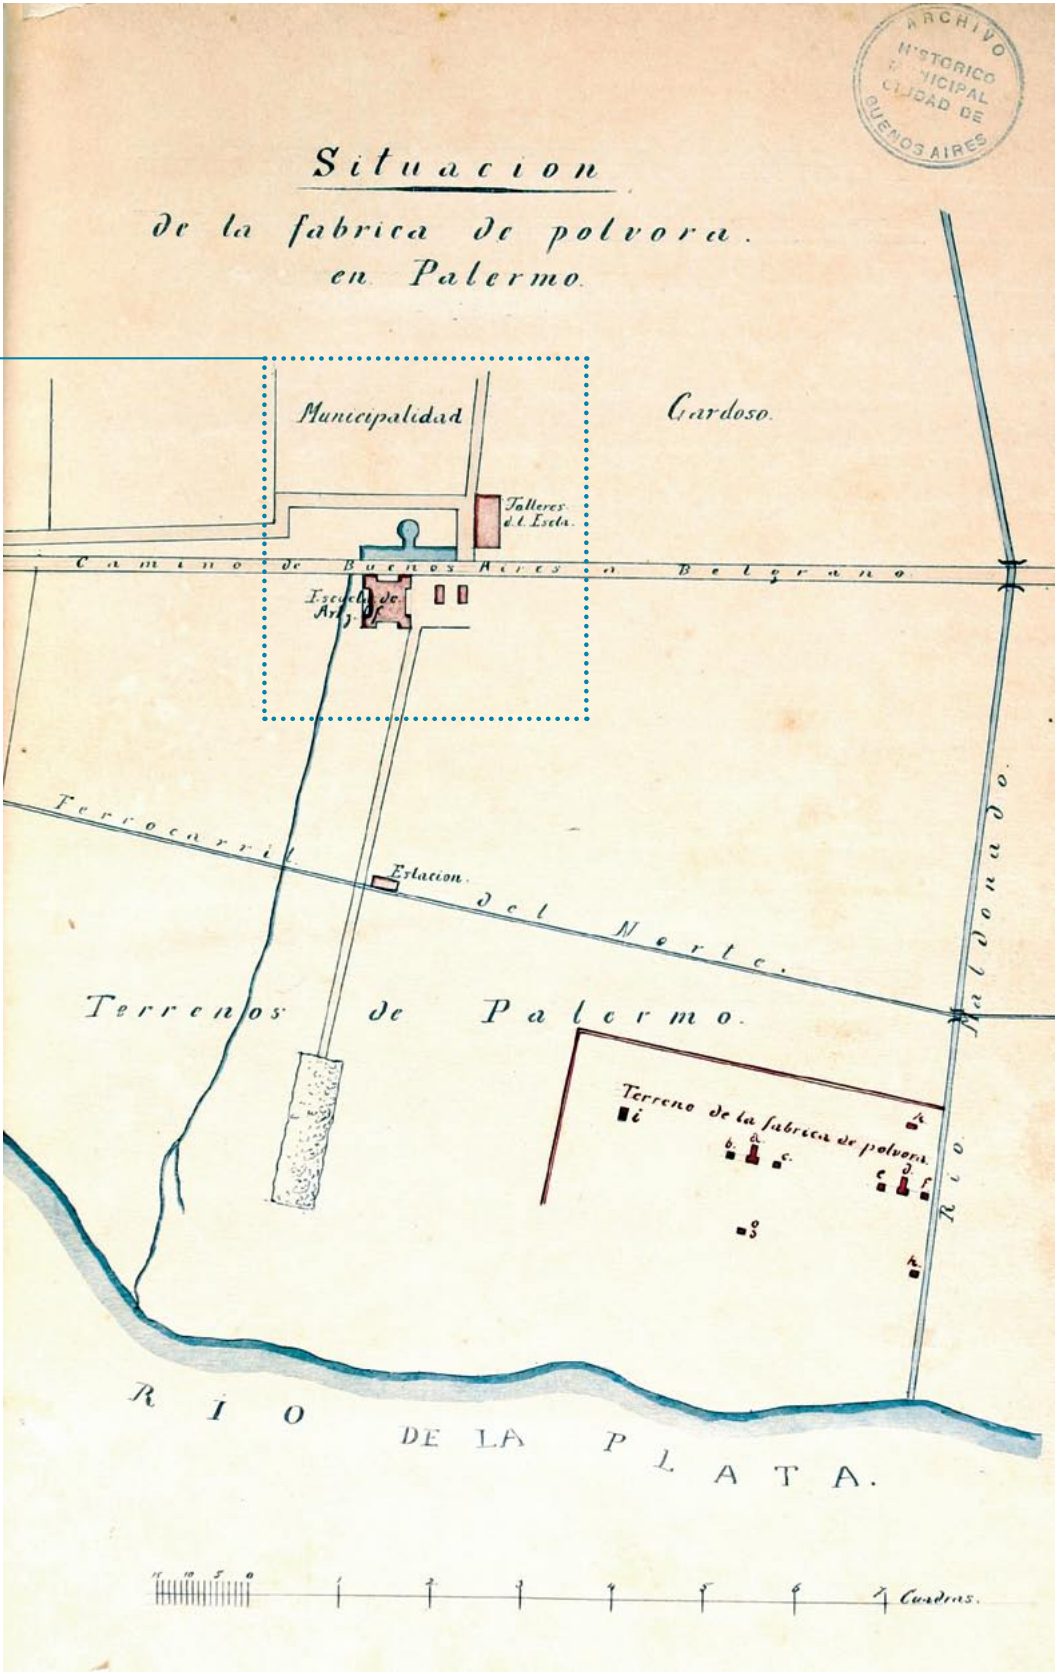 ARCHIVO
HISTORICO
MUNICIPAL
CIUDAD DE
BUENOS AIRES
Situacion
de la fabrica de polvora.
en Palermo.
Municipalidad
Cardoso.
Talleres
d.l. Escla.
Camino de Buenos Aires a Belgrano.
Escuela de
Ferrocarril del Norte.
Estacion.
Rio Maldonado.
Terrenos de Palermo.
Terreno de la fabrica de polvora.
i
h.
b. a. c.
e d. f
g
h.
RÍO DE LA PLATA.
15 10 5 0 1 2 3 4 5 6 7 Cuadras.